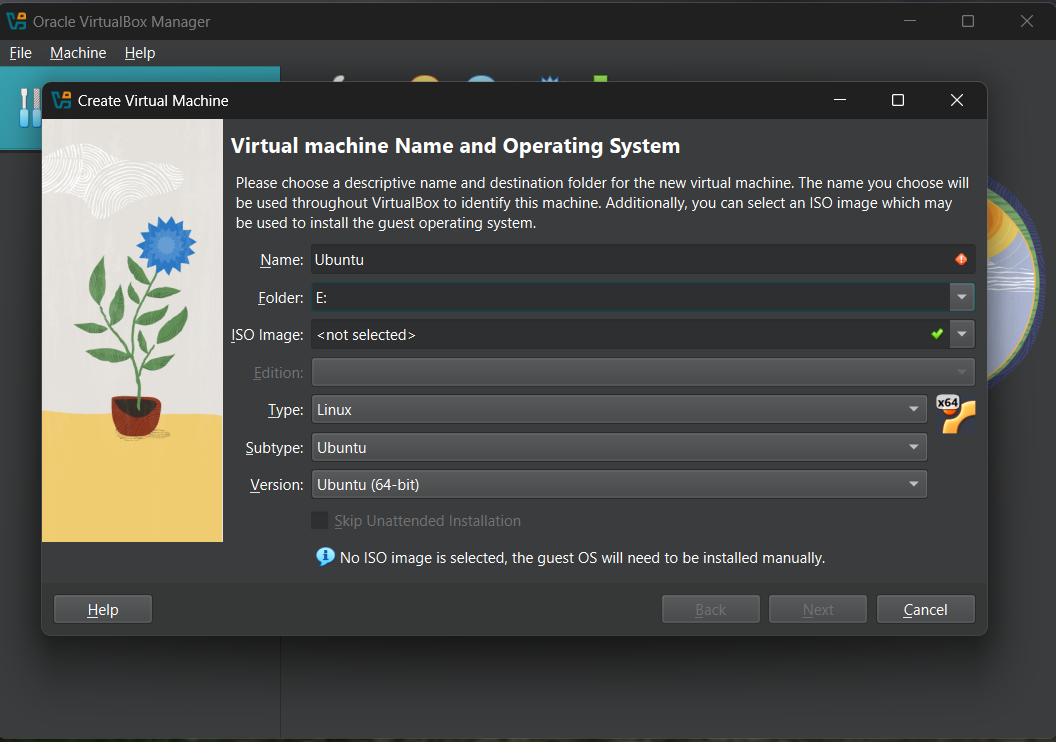 Oracle VirtualBox Manager
File Machine Help
Create Virtual Machine
Virtual machine Name and Operating System
Please choose a descriptive name and destination folder for the new virtual machine. The name you choose will
be used throughout VirtualBox to identify this machine. Additionally, you can select an ISO image which may
be used to install the guest operating system.
Name: Ubuntu
Folder: E:
ISO Image: <not selected>
Edition:
Type: Linux
x64
Subtype: Ubuntu
Version: Ubuntu (64-bit)
Skip Unattended Installation
No ISO image is selected, the guest OS will need to be installed manually.
Help Back Next Cancel